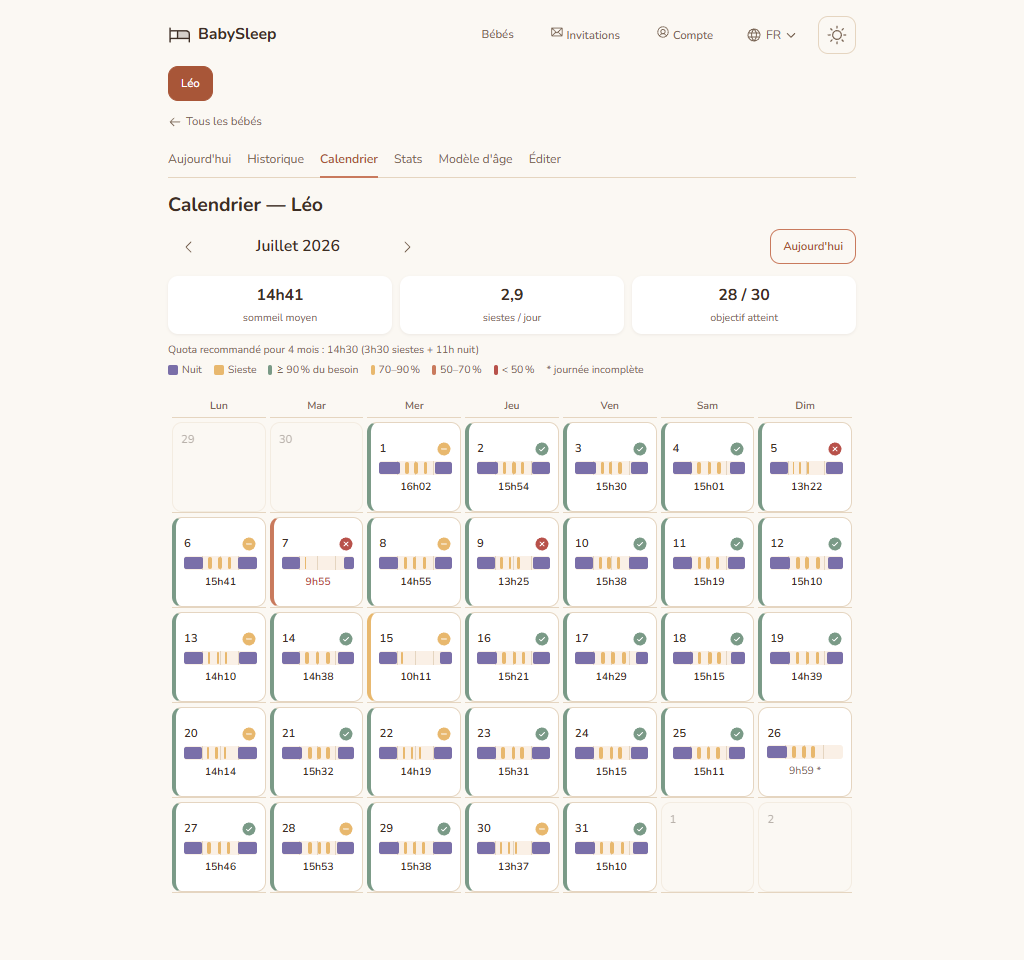 BabySleep
Bébés Invitations Compte FR
Léo
← Tous les bébés
Aujourd'hui Historique Calendrier Stats Modèle d'âge Éditer
Calendrier — Léo
Juillet 2026 Aujourd'hui
14h41 2,9 28 / 30
sommeil moyen siestes / jour objectif atteint
Quota recommandé pour 4 mois : 14h30 (3h30 siestes + 11h nuit)
Nuit Sieste ≥ 90 % du besoin 70–90 % 50–70 % < 50 % * journée incomplète
Lun Mar Mer Jeu Ven Sam Dim
29 30 1 2 3 4 5
16h02 15h54 15h30 15h01 13h22
6 7 8 9 10 11 12
15h41 9h55 14h55 13h25 15h38 15h19 15h10
13 14 15 16 17 18 19
14h10 14h38 10h11 15h21 14h29 15h15 14h39
20 21 22 23 24 25 26
14h14 15h32 14h19 15h31 15h15 15h11 9h59 *
27 28 29 30 31 1 2
15h46 15h53 15h38 13h37 15h10